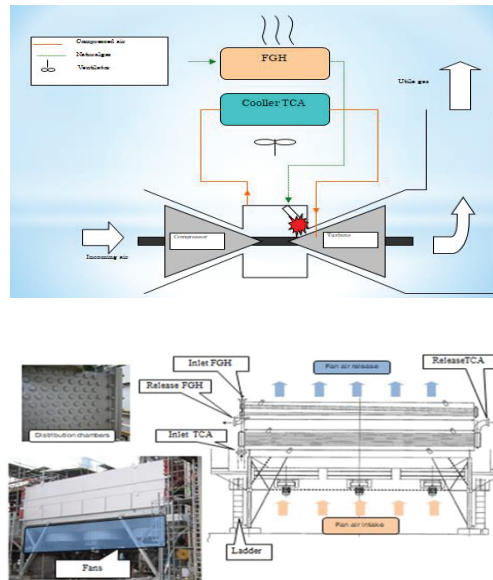 Compressed air
Naturalgas
Ventilator
FGH
Cooller TCA
Utile gas
Compressor
Turbine
Incoming air
Inlet FGH
Fan air release
ReleaseTCA
Release FGH
Distribution chambers
Inlet TCA
Fan air intake
Ladder
Fans